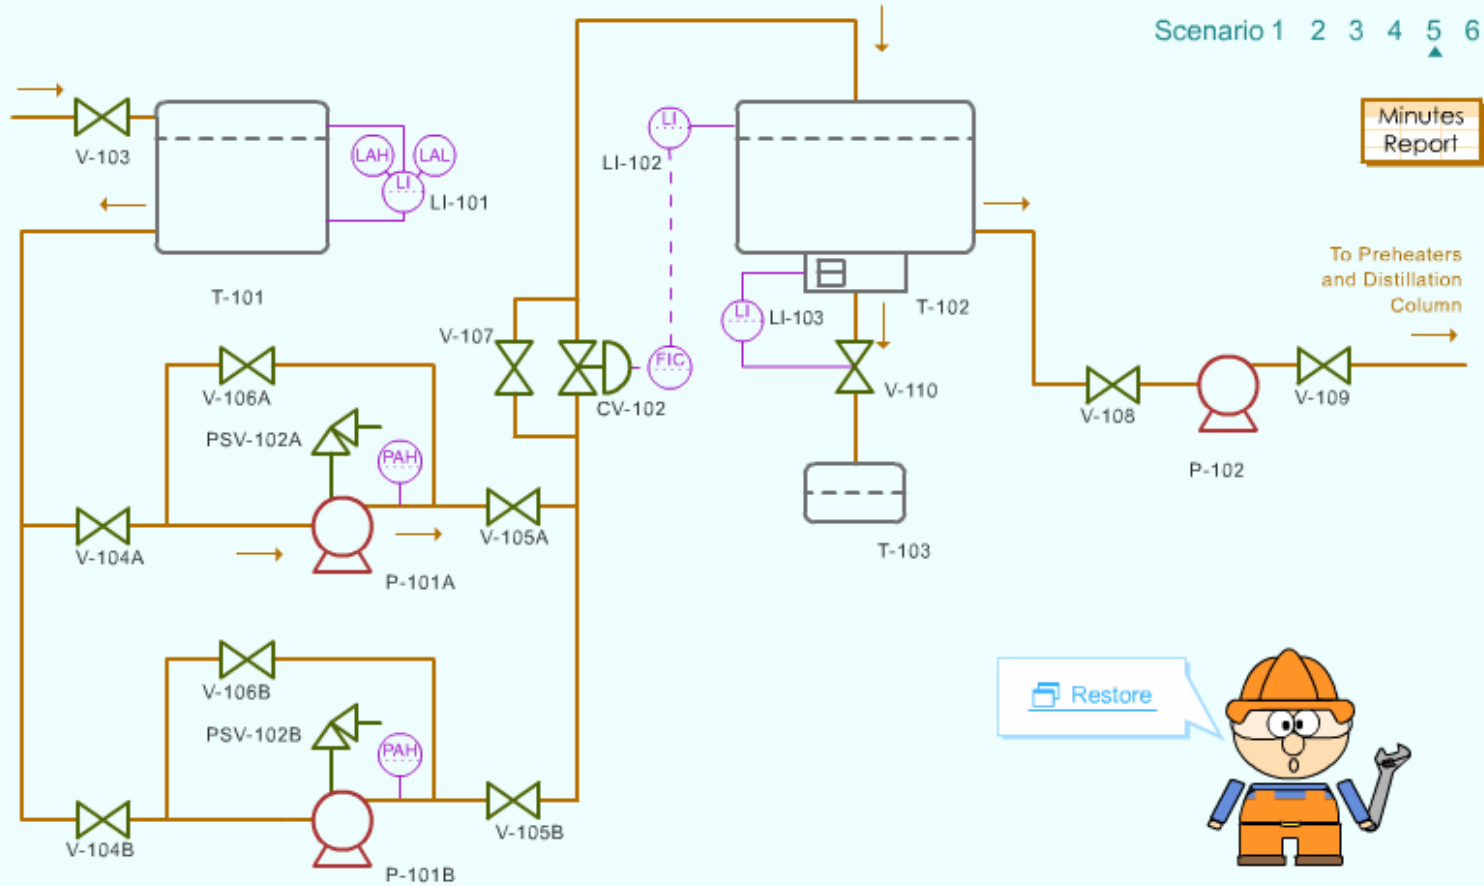 Scenario 1 2 3 4 5 6
Minutes
Report
V-103
LAH
LAL
LI
LI-101
T-101
LI
LI-102
To Preheaters
and Distillation
Column
LI
LI-103
T-102
V-107
FIC
CV-102
V-110
V-108
V-109
P-102
V-106A
PSV-102A
PAH
V-104A
V-105A
P-101A
T-103
V-106B
PSV-102B
PAH
V-104B
V-105B
P-101B
Restore